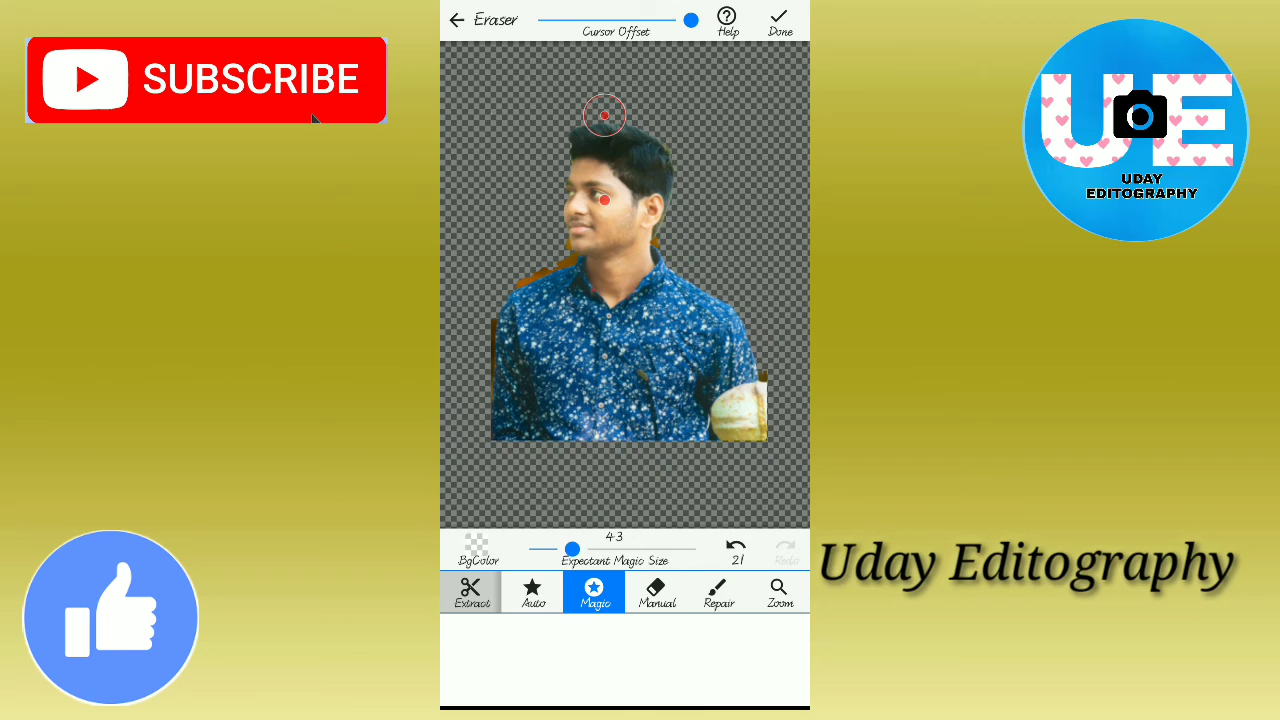 SUBSCRIBE
Eraser
Cursor Offset
Help
Done
UE
UDAY
EDITOGRAPHY
BgColor
43
Expectant Magic Size
21
Redo
Extract
Auto
Magic
Manual
Repair
Zoom
Uday Editography